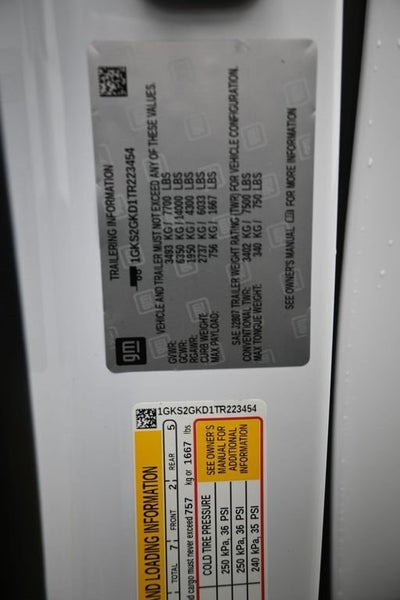 TRAILERING INFORMATION
1GKS2GKD1TR223454
VEHICLE AND TRAILER MUST NOT EXCEED ANY OF THESE VALUES.
GVWR: 3493 KG / 7700 LBS
GCWR: 6350 KG / 14000 LBS
RGAWR: 1950 KG / 4300 LBS
CURB WEIGHT: 2737 KG / 6033 LBS
MAX PAYLOAD: 756 KG / 1667 LBS
SAE J2807 TRAILER WEIGHT RATING (TWR) FOR VEHICLE CONFIGURATION.
CONVENTIONAL TWR: 3402 KG / 7500 LBS
MAX TONGUE WEIGHT: 340 KG / 750 LBS
SEE OWNER'S MANUAL FOR MORE INFORMATION
gm
1GKS2GKD1TR223454
AND LOADING INFORMATION
TOTAL 7 FRONT 2 REAR 5
and cargo must never exceed 757 kg or 1667 lbs
COLD TIRE PRESSURE
250 kPa, 36 PSI
250 kPa, 36 PSI
240 kPa, 35 PSI
SEE OWNER'S
MANUAL FOR
ADDITIONAL
INFORMATION